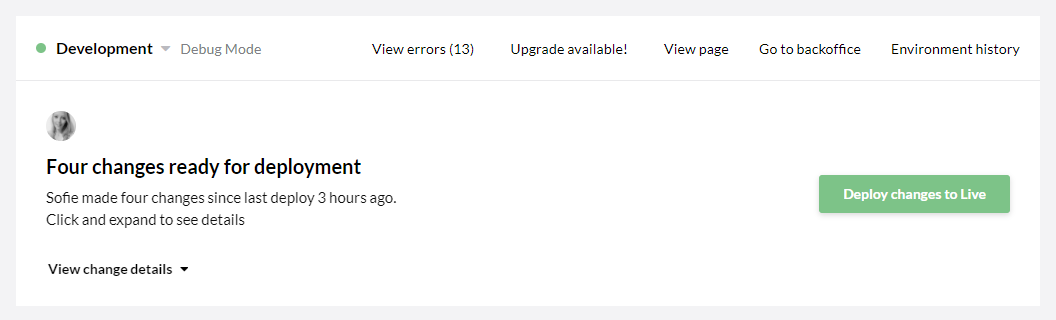 Development Debug Mode View errors (13) Upgrade available! View page Go to backoffice Environment history
Four changes ready for deployment
Sofie made four changes since last deploy 3 hours ago.
Click and expand to see details
Deploy changes to Live
View change details